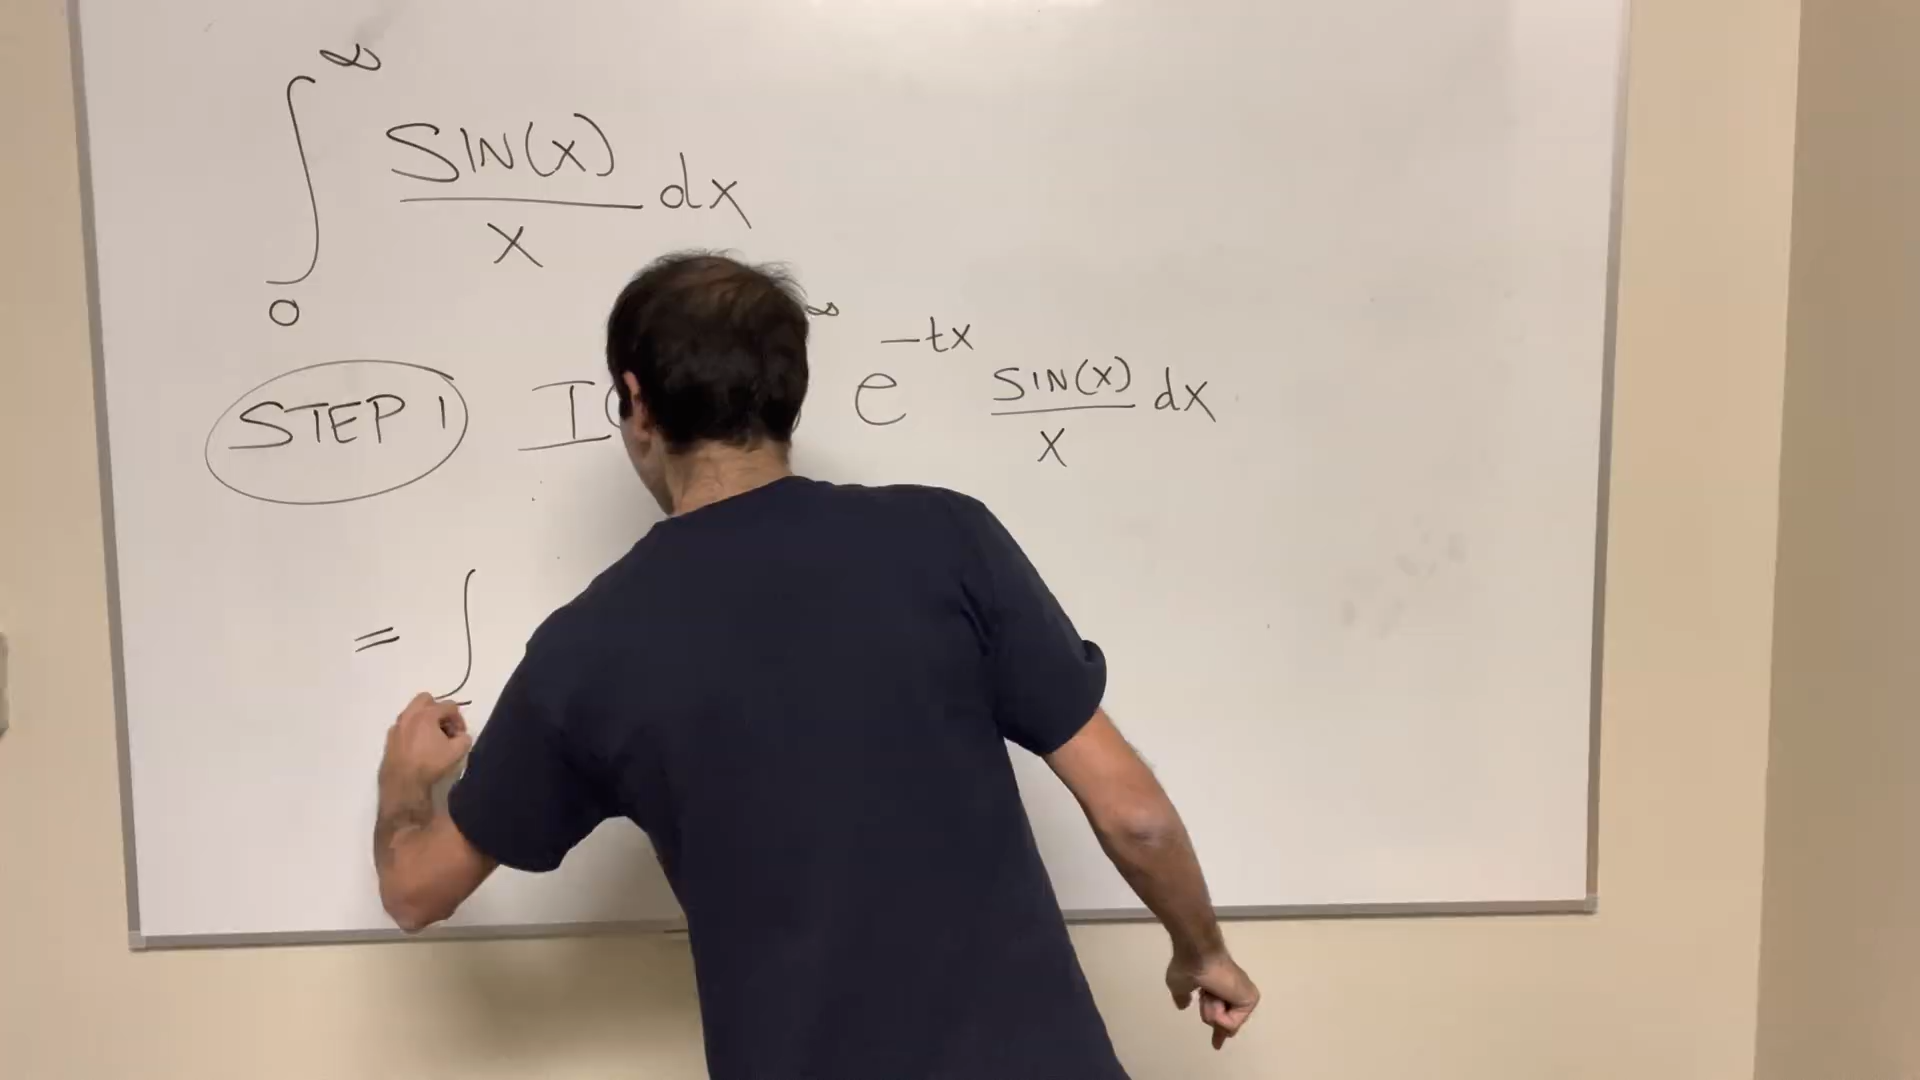 ∫₀^∞ SIN(x)/x dx
STEP 1 I( ∞ e^-tx SIN(x)/x dx
= ∫